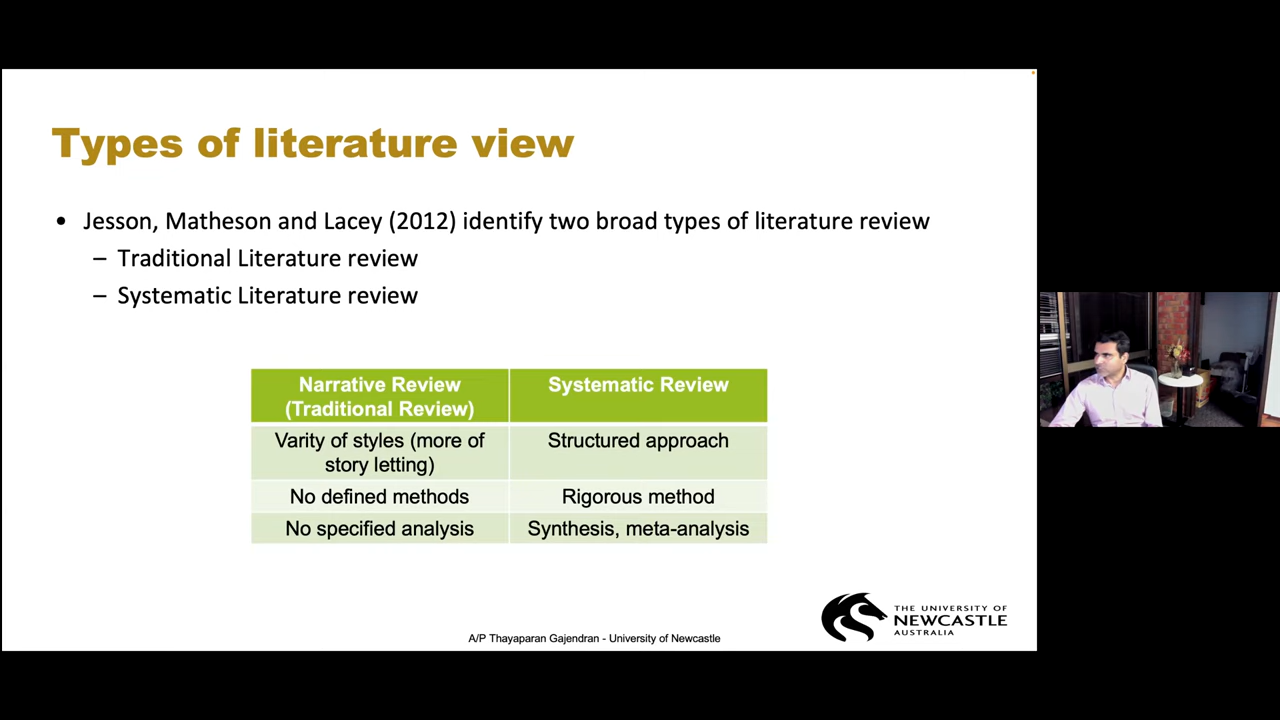 Types of literature view
• Jesson, Matheson and Lacey (2012) identify two broad types of literature review
– Traditional Literature review
– Systematic Literature review
Narrative Review
(Traditional Review)
Systematic Review
Varity of styles (more of
story letting)
Structured approach
No defined methods
Rigorous method
No specified analysis
Synthesis, meta-analysis
A/P Thayaparan Gajendran - University of Newcastle
THE UNIVERSITY OF
NEWCASTLE
AUSTRALIA